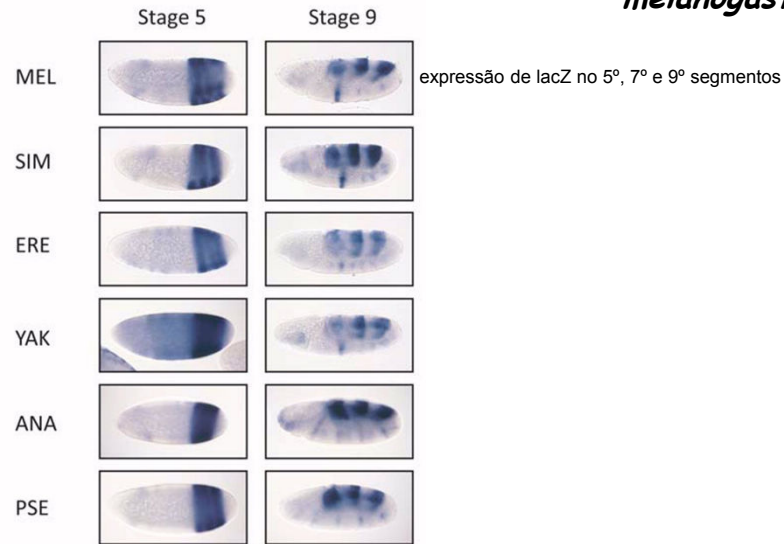 Stage 5 Stage 9
MEL expressão de lacZ no 5º, 7º e 9º segmentos
SIM
ERE
YAK
ANA
PSE